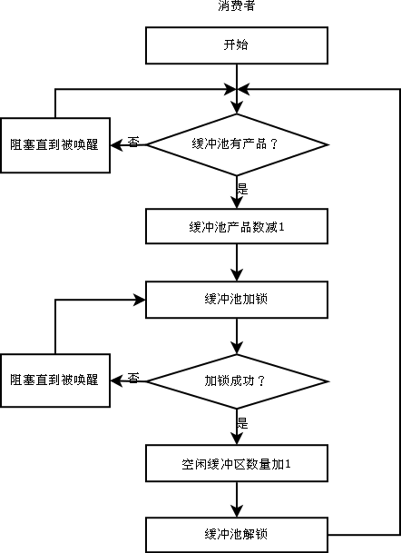 消费者
开始
缓冲池有产品？
否
阻塞直到被唤醒
是
缓冲池产品数减1
缓冲池加锁
加锁成功？
否
阻塞直到被唤醒
是
空闲缓冲区数量加1
缓冲池解锁